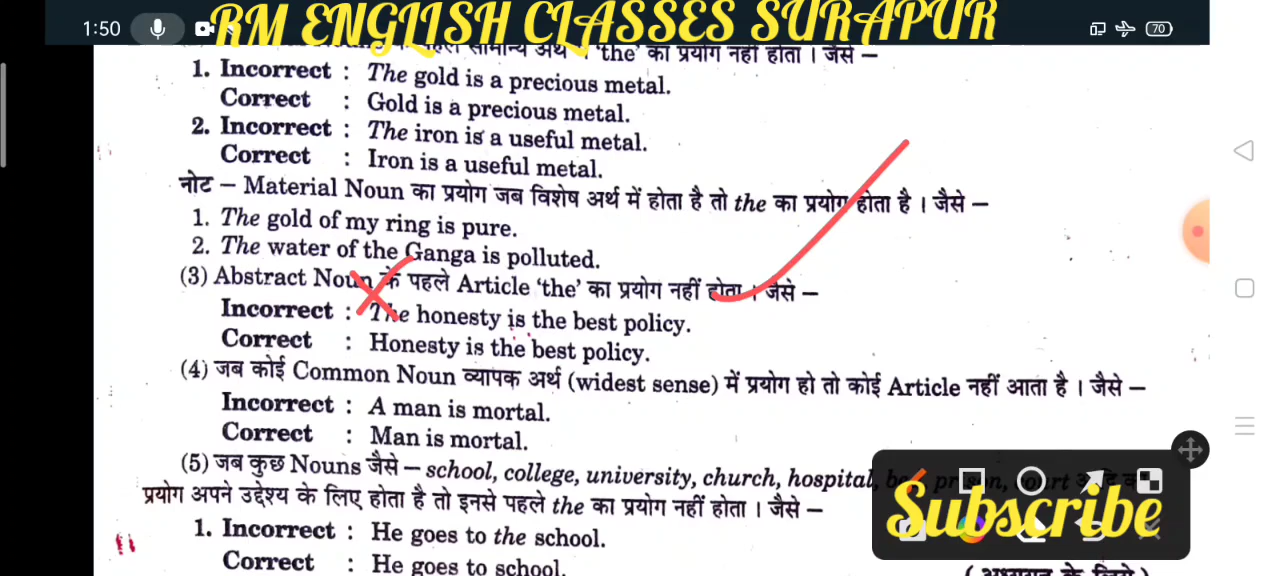 1:50
RM ENGLISH CLASSES SURAPUR
70
पहले सामान्य अर्थ में 'the' का प्रयोग नहीं होता । जैसे –
1. Incorrect : The gold is a precious metal.
Correct : Gold is a precious metal.
2. Incorrect : The iron is a useful metal.
Correct : Iron is a useful metal.
नोट – Material Noun का प्रयोग जब विशेष अर्थ में होता है तो the का प्रयोग होता है । जैसे –
1. The gold of my ring is pure.
2. The water of the Ganga is polluted.
(3) Abstract Noun के पहले Article 'the' का प्रयोग नहीं होता । जैसे –
Incorrect : The honesty is the best policy.
Correct : Honesty is the best policy.
(4) जब कोई Common Noun व्यापक अर्थ (widest sense) में प्रयोग हो तो कोई Article नहीं आता है । जैसे –
Incorrect : A man is mortal.
Correct : Man is mortal.
(5) जब कुछ Nouns जैसे – school, college, university, church, hospital, prison, court आदि
प्रयोग अपने उद्देश्य के लिए होता है तो इनसे पहले the का प्रयोग नहीं होता । जैसे –
Subscribe
1. Incorrect : He goes to the school.
Correct : He goes to school.